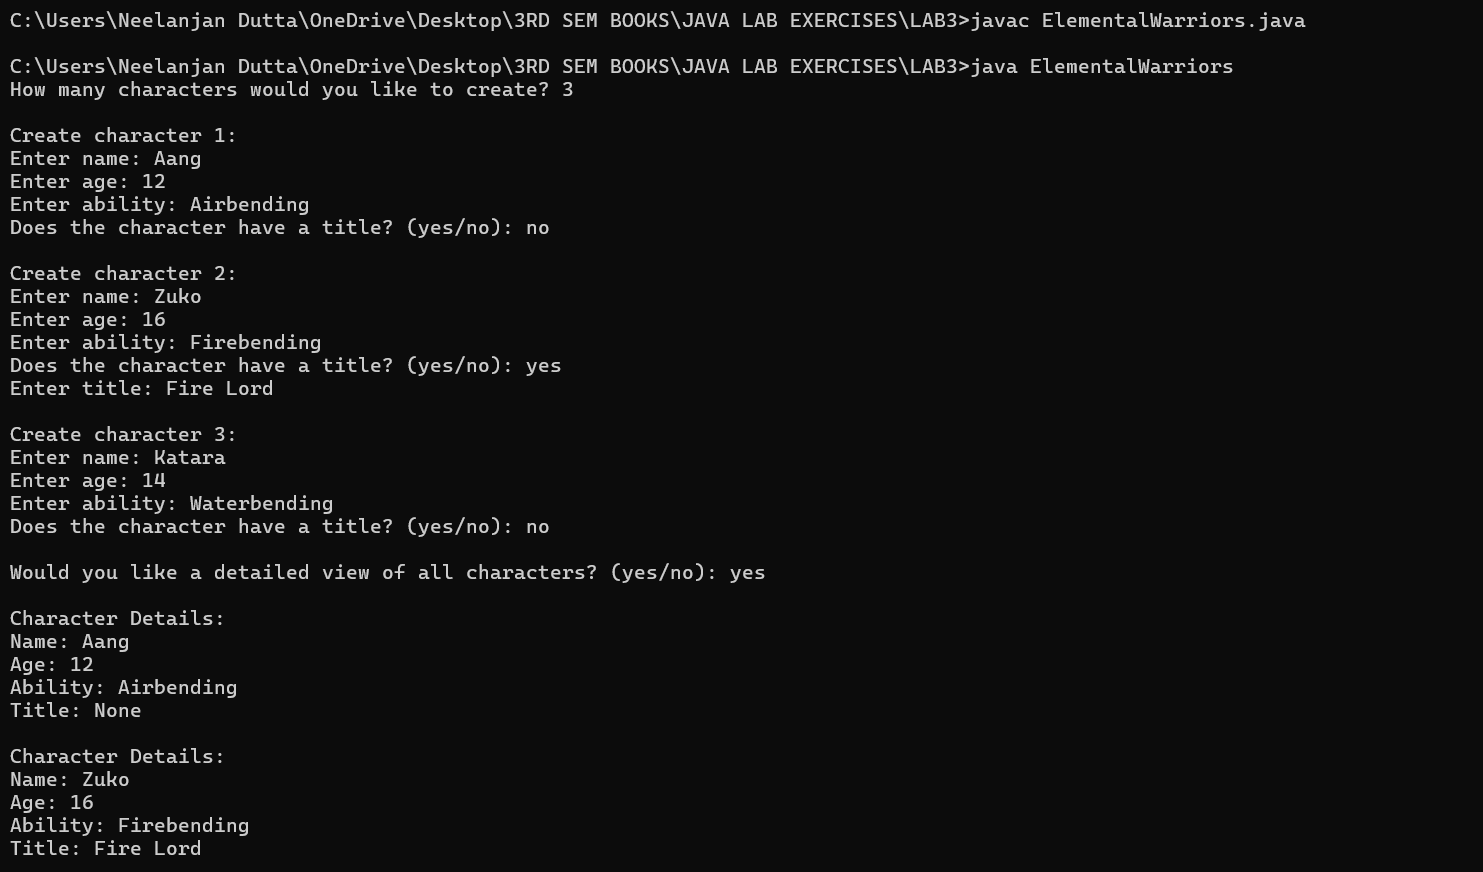 C:\Users\Neelanjan Dutta\OneDrive\Desktop\3RD SEM BOOKS\JAVA LAB EXERCISES\LAB3>javac ElementalWarriors.java
C:\Users\Neelanjan Dutta\OneDrive\Desktop\3RD SEM BOOKS\JAVA LAB EXERCISES\LAB3>java ElementalWarriors
How many characters would you like to create? 3
Create character 1:
Enter name: Aang
Enter age: 12
Enter ability: Airbending
Does the character have a title? (yes/no): no
Create character 2:
Enter name: Zuko
Enter age: 16
Enter ability: Firebending
Does the character have a title? (yes/no): yes
Enter title: Fire Lord
Create character 3:
Enter name: Katara
Enter age: 14
Enter ability: Waterbending
Does the character have a title? (yes/no): no
Would you like a detailed view of all characters? (yes/no): yes
Character Details:
Name: Aang
Age: 12
Ability: Airbending
Title: None
Character Details:
Name: Zuko
Age: 16
Ability: Firebending
Title: Fire Lord